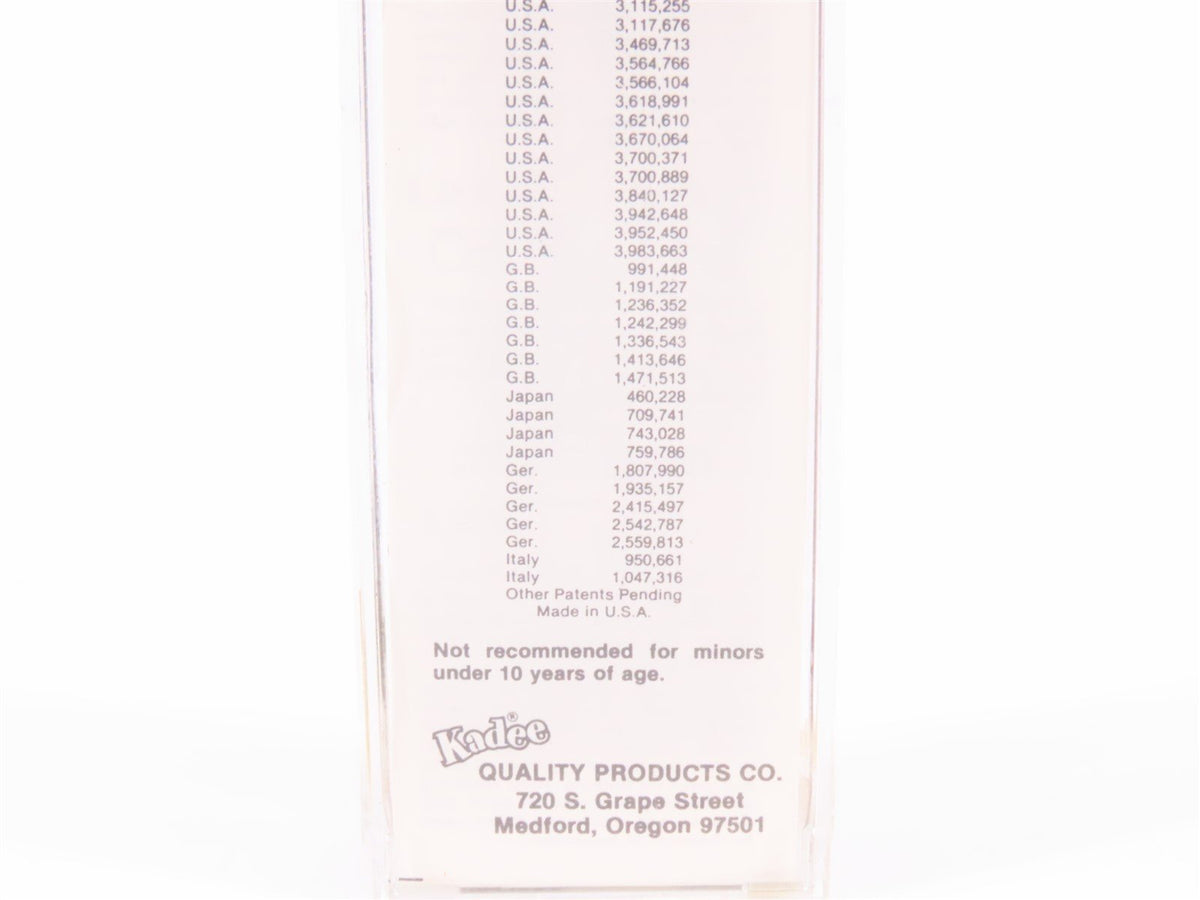 U.S.A. 3,115,255
U.S.A. 3,117,676
U.S.A. 3,469,713
U.S.A. 3,564,766
U.S.A. 3,566,104
U.S.A. 3,618,991
U.S.A. 3,621,610
U.S.A. 3,670,064
U.S.A. 3,700,371
U.S.A. 3,700,889
U.S.A. 3,840,127
U.S.A. 3,942,648
U.S.A. 3,952,450
U.S.A. 3,983,663
G.B. 991,448
G.B. 1,191,227
G.B. 1,236,352
G.B. 1,242,299
G.B. 1,336,543
G.B. 1,413,646
G.B. 1,471,513
Japan 460,228
Japan 709,741
Japan 743,028
Japan 759,786
Ger. 1,807,990
Ger. 1,935,157
Ger. 2,415,497
Ger. 2,542,787
Ger. 2,559,813
Italy 950,661
Italy 1,047,316
Other Patents Pending
Made in U.S.A.
Not recommended for minors
under 10 years of age.
Kadee®
QUALITY PRODUCTS CO.
720 S. Grape Street
Medford, Oregon 97501